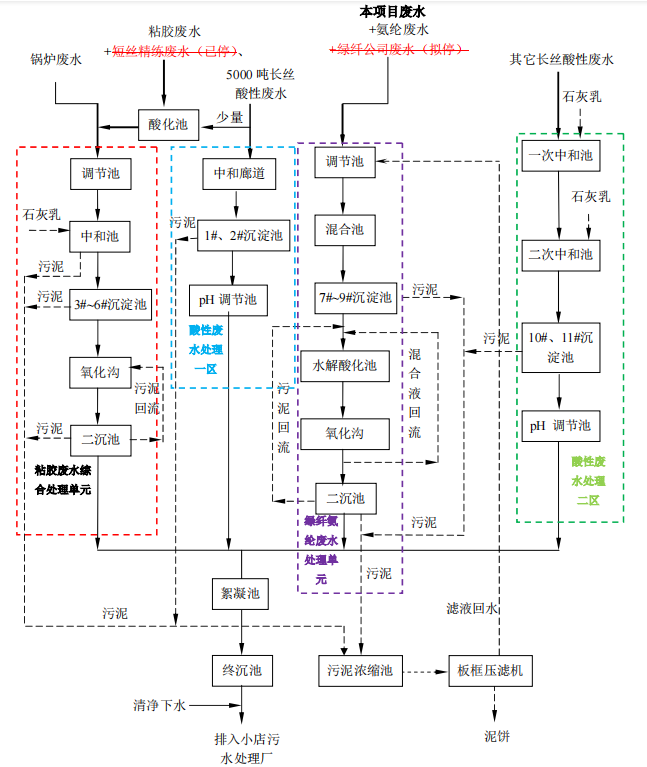 本项目废水
粘胶废水
+氨纶废水
+短丝精练废水（已停）、
+绿纤公司废水（拟停）
锅炉废水
5000 吨长丝
酸性废水
其它长丝酸性废水
石灰乳
酸化池
少量
调节池
中和廊道
调节池
一次中和池
石灰乳
石灰乳
污泥
中和池
1#、2#沉淀池
混合池
二次中和池
污泥
污泥
3#~6#沉淀池
pH 调节池
7#~9#沉淀池
污泥
酸性废
水处理
一区
污泥
10#、11#沉
淀池
氧化沟
水解酸化池
混合液回流
污泥
回流
污泥回流
污泥
二沉池
氧化沟
pH 调节池
粘胶废水综
合处理单元
酸性废
水处理
二区
二沉池
绿纤氨
纶废水
处理单
元
污泥
污泥
絮凝池
污泥
滤液回水
终沉池
污泥浓缩池
板框压滤机
清净下水
排入小店污
水处理厂
泥饼